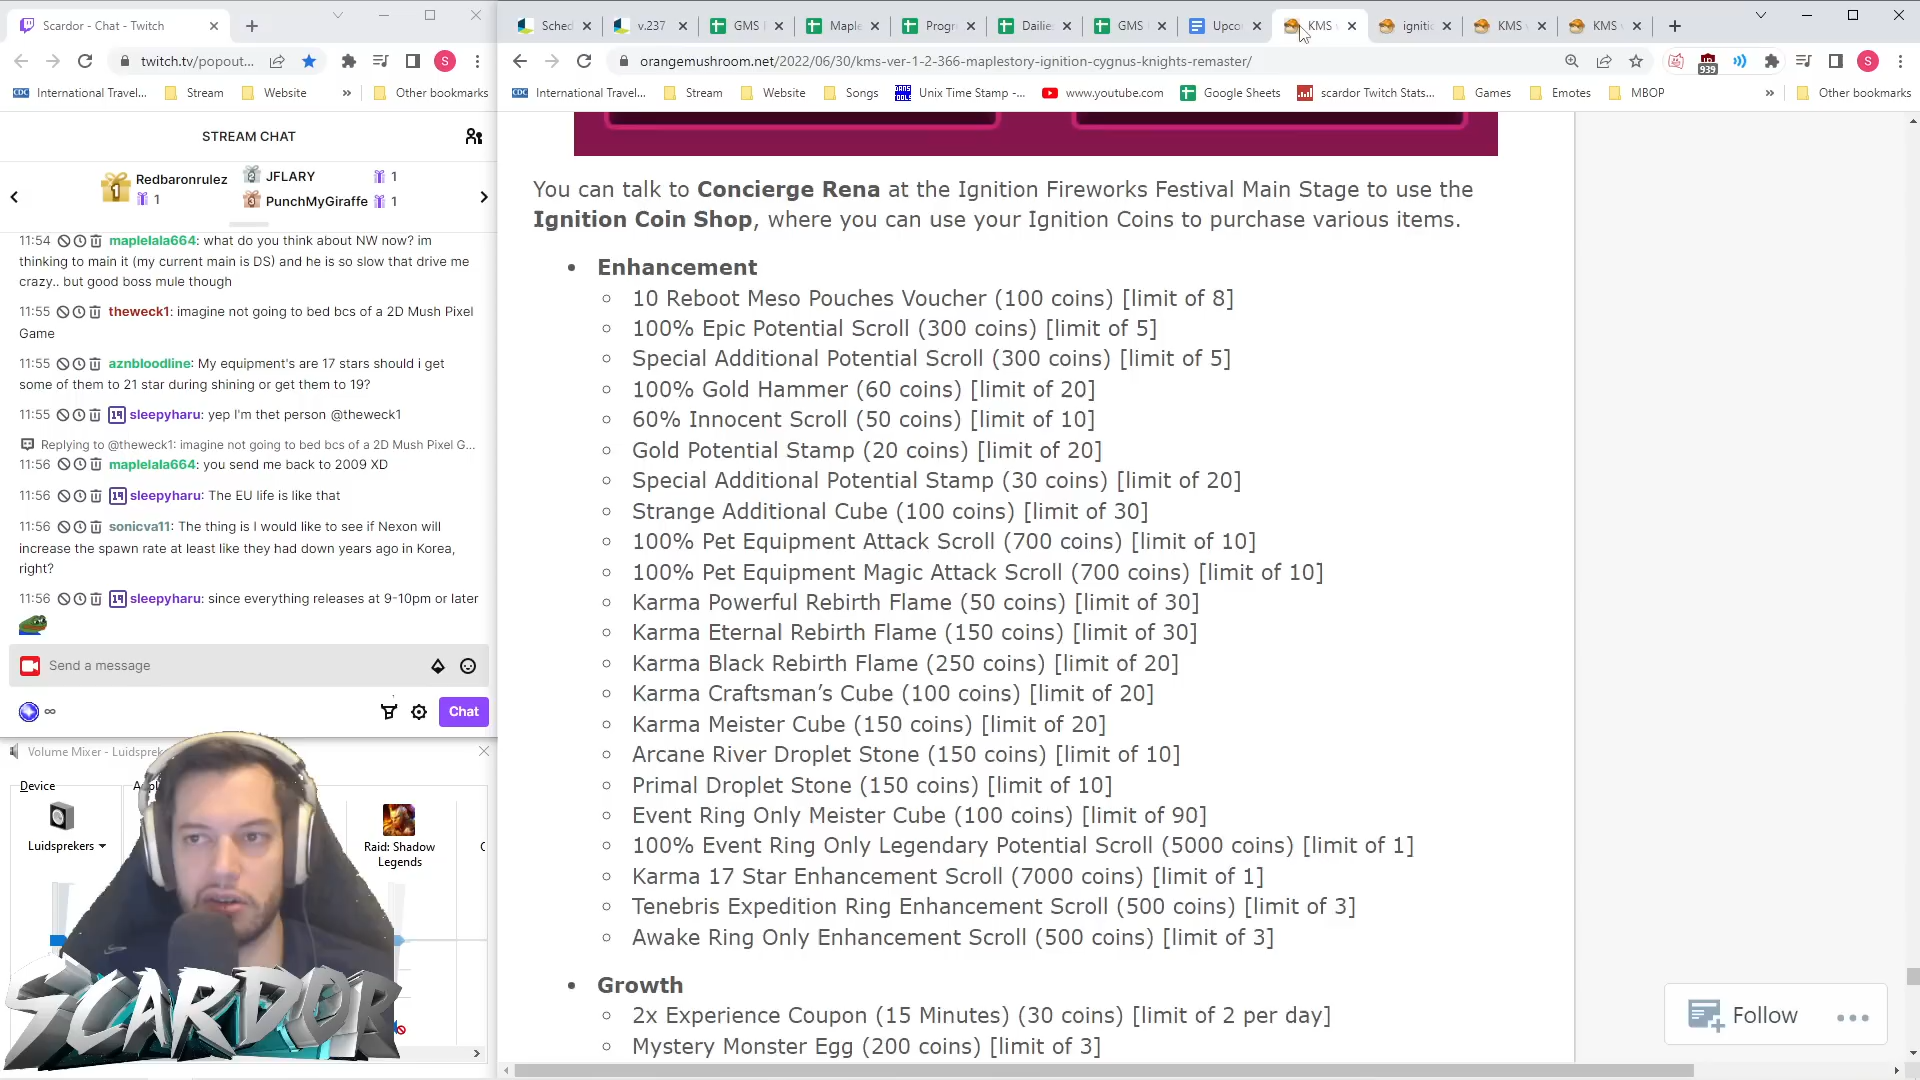 Scardor - Chat - Twitch
Sched
v.237
GMS
Maple
Progr
Dailie
GMS
Upco
KMS
igniti
KMS
KMS
twitch.tv/popout...
S
orangemushroom.net/2022/06/30/kms-ver-1-2-366-maplestory-ignition-cygnus-knights-remaster/
939
S
CDC International Travel...
Stream
Website
»
Other bookmarks
CDC International Travel...
Stream
Website
Songs
Unix Time Stamp -...
www.youtube.com
Google Sheets
scardor Twitch Stats...
Games
Emotes
MBOP
»
Other bookmarks
STREAM CHAT
1 Redbaronrulez 1
JFLARY 1
PunchMyGiraffe 1
11:54 maplelala664: what do you think about NW now? im
thinking to main it (my current main is DS) and he is so slow that drive me
crazy.. but good boss mule though
11:55 theweck1: imagine not going to bed bcs of a 2D Mush Pixel
Game
11:55 aznbloodline: My equipment's are 17 stars should i get
some of them to 21 star during shining or get them to 19?
11:55 sleepyharu: yep I'm thet person @theweck1
Replying to @theweck1: imagine not going to bed bcs of a 2D Mush Pixel G...
11:56 maplelala664: you send me back to 2009 XD
11:56 sleepyharu: The EU life is like that
11:56 sonicva11: The thing is I would like to see if Nexon will
increase the spawn rate at least like they had down years ago in Korea,
right?
11:56 sleepyharu: since everything releases at 9-10pm or later
Send a message
∞
Chat
Volume Mixer - Luidspreke
Device
Appl
Luidsprekers
Raid: Shadow
Legends
SCARDOR
You can talk to Concierge Rena at the Ignition Fireworks Festival Main Stage to use the
Ignition Coin Shop, where you can use your Ignition Coins to purchase various items.
• Enhancement
○ 10 Reboot Meso Pouches Voucher (100 coins) [limit of 8]
○ 100% Epic Potential Scroll (300 coins) [limit of 5]
○ Special Additional Potential Scroll (300 coins) [limit of 5]
○ 100% Gold Hammer (60 coins) [limit of 20]
○ 60% Innocent Scroll (50 coins) [limit of 10]
○ Gold Potential Stamp (20 coins) [limit of 20]
○ Special Additional Potential Stamp (30 coins) [limit of 20]
○ Strange Additional Cube (100 coins) [limit of 30]
○ 100% Pet Equipment Attack Scroll (700 coins) [limit of 10]
○ 100% Pet Equipment Magic Attack Scroll (700 coins) [limit of 10]
○ Karma Powerful Rebirth Flame (50 coins) [limit of 30]
○ Karma Eternal Rebirth Flame (150 coins) [limit of 30]
○ Karma Black Rebirth Flame (250 coins) [limit of 20]
○ Karma Craftsman’s Cube (100 coins) [limit of 20]
○ Karma Meister Cube (150 coins) [limit of 20]
○ Arcane River Droplet Stone (150 coins) [limit of 10]
○ Primal Droplet Stone (150 coins) [limit of 10]
○ Event Ring Only Meister Cube (100 coins) [limit of 90]
○ 100% Event Ring Only Legendary Potential Scroll (5000 coins) [limit of 1]
○ Karma 17 Star Enhancement Scroll (7000 coins) [limit of 1]
○ Tenebris Expedition Ring Enhancement Scroll (500 coins) [limit of 3]
○ Awake Ring Only Enhancement Scroll (500 coins) [limit of 3]
• Growth
○ 2x Experience Coupon (15 Minutes) (30 coins) [limit of 2 per day]
○ Mystery Monster Egg (200 coins) [limit of 3]
Follow